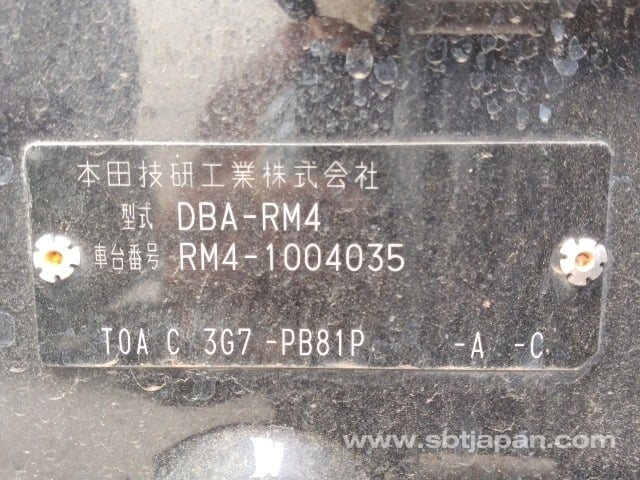 本田技研工業株式会社
型式 DBA-RM4
車台番号 RM4-1004035
T0A C 3G7 -PB81P -A -C
www.sbtjapan.com